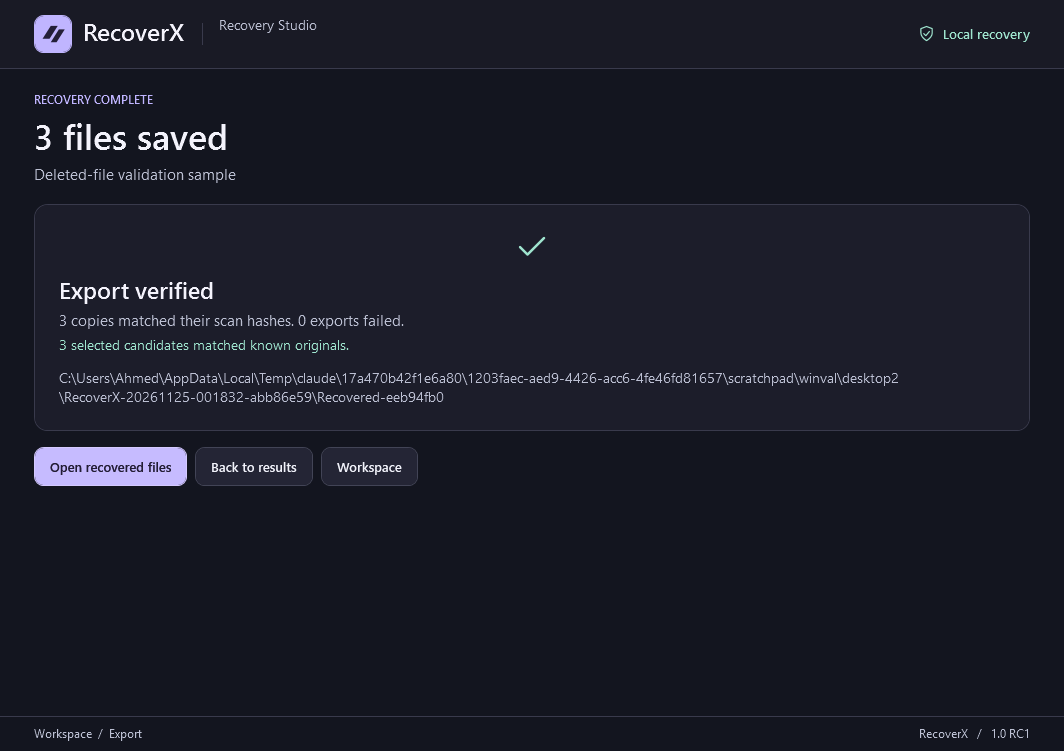 RecoverX
Recovery Studio
Local recovery
RECOVERY COMPLETE
3 files saved
Deleted-file validation sample
Export verified
3 copies matched their scan hashes. 0 exports failed.
3 selected candidates matched known originals.
C:\Users\Ahmed\AppData\Local\Temp\claude\17a470b42f1e6a80\1203faec-aed9-4426-acc6-4fe46fd81657\scratchpad\winval\desktop2
\RecoverX-20261125-001832-abb86e59\Recovered-eeb94fb0
Open recovered files
Back to results
Workspace
Workspace / Export
RecoverX / 1.0 RC1